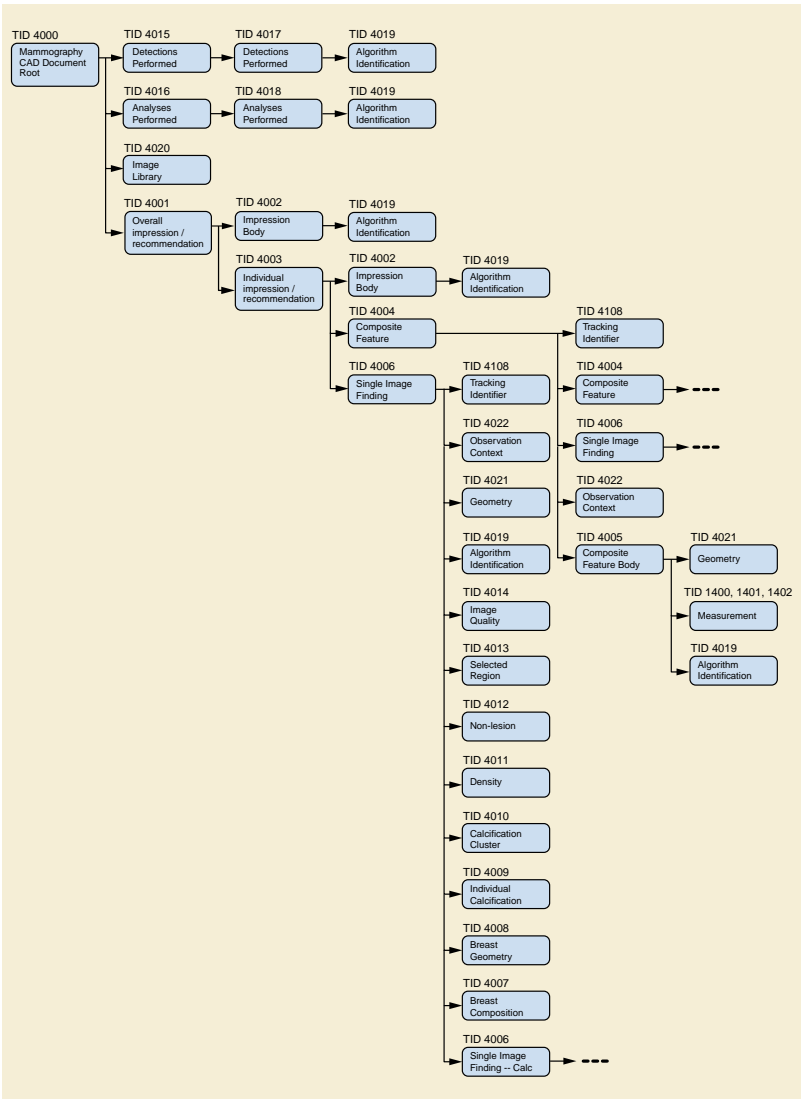 TID 4000
Mammography
CAD Document
Root
TID 4015
Detections
Performed
TID 4017
Detections
Performed
TID 4019
Algorithm
Identification
TID 4016
Analyses
Performed
TID 4018
Analyses
Performed
TID 4019
Algorithm
Identification
TID 4020
Image
Library
TID 4001
Overall
impression /
recommendation
TID 4002
Impression
Body
TID 4019
Algorithm
Identification
TID 4003
Individual
impression /
recommendation
TID 4002
Impression
Body
TID 4019
Algorithm
Identification
TID 4004
Composite
Feature
TID 4108
Tracking
Identifier
TID 4006
Single Image
Finding
TID 4108
Tracking
Identifier
TID 4004
Composite
Feature
TID 4022
Observation
Context
TID 4006
Single Image
Finding
TID 4021
Geometry
TID 4022
Observation
Context
TID 4019
Algorithm
Identification
TID 4005
Composite
Feature Body
TID 4021
Geometry
TID 4014
Image
Quality
TID 1400, 1401, 1402
Measurement
TID 4013
Selected
Region
TID 4019
Algorithm
Identification
TID 4012
Non-lesion
TID 4011
Density
TID 4010
Calcification
Cluster
TID 4009
Individual
Calcification
TID 4008
Breast
Geometry
TID 4007
Breast
Composition
TID 4006
Single Image
Finding -- Calc